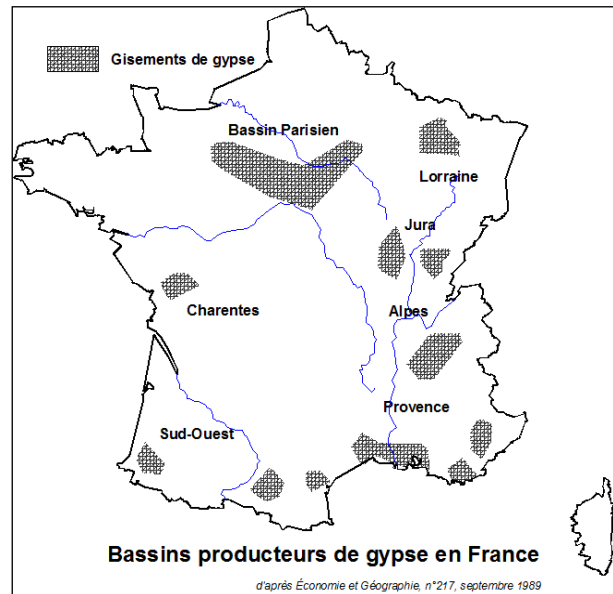 Gisements de gypse
Bassin Parisien
Lorraine
Jura
Charentes
Alpes
Provence
Sud-Ouest
Bassins producteurs de gypse en France
d'après Économie et Géographie, n°217, septembre 1989